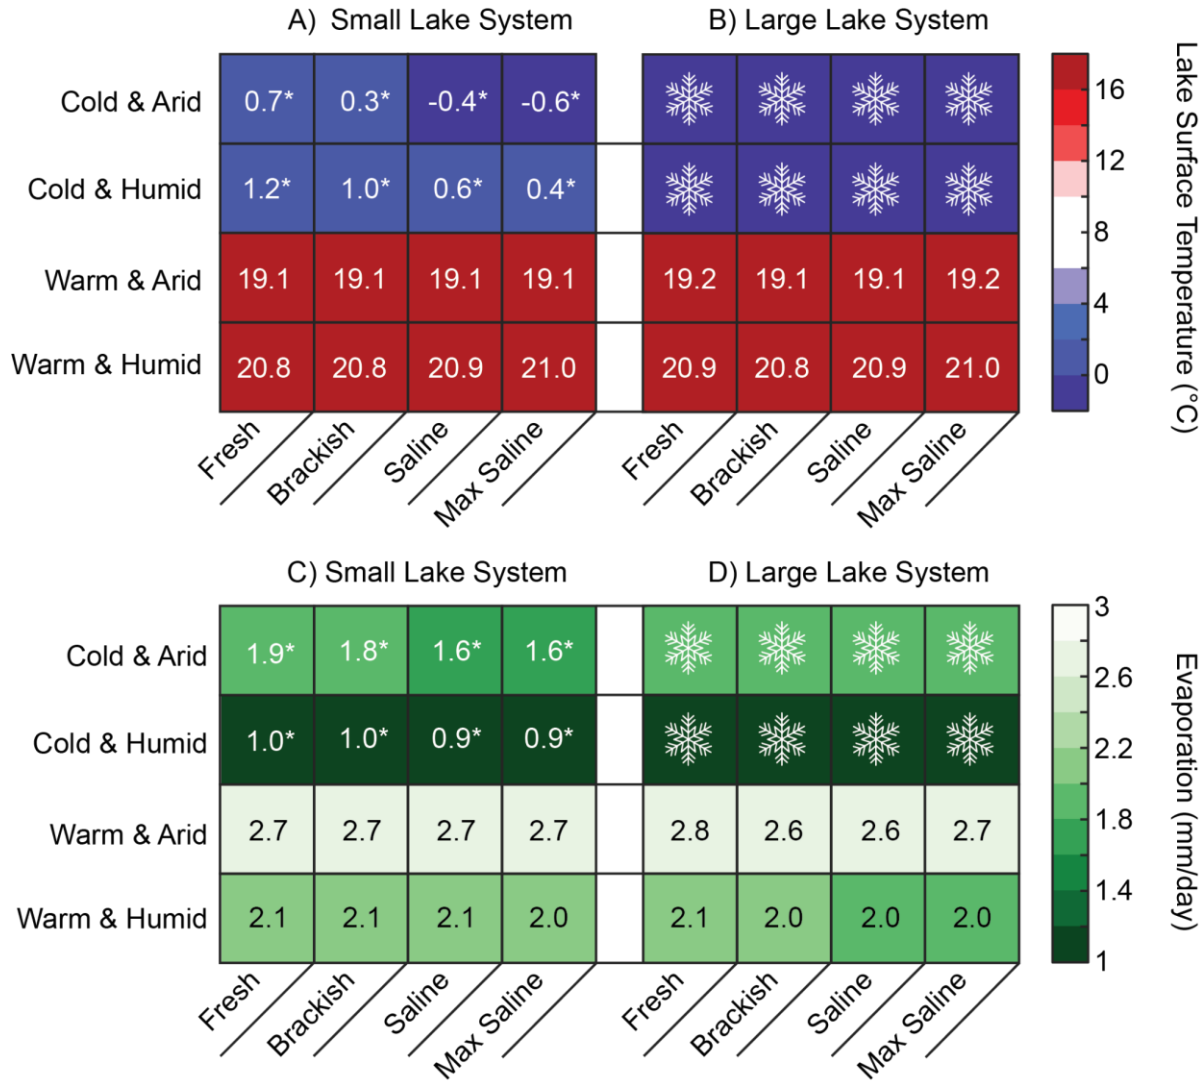 A) Small Lake System
B) Large Lake System
Cold & Arid
0.7* 0.3* -0.4* -0.6*
Cold & Humid
1.2* 1.0* 0.6* 0.4*
Warm & Arid
19.1 19.1 19.1 19.1 19.2 19.1 19.1 19.2
Warm & Humid
20.8 20.8 20.9 21.0 20.9 20.8 20.9 21.0
Fresh
Brackish
Saline
Max Saline
Fresh
Brackish
Saline
Max Saline
16
12
8
4
0
Lake Surface Temperature (°C)
C) Small Lake System
D) Large Lake System
Cold & Arid
1.9* 1.8* 1.6* 1.6*
Cold & Humid
1.0* 1.0* 0.9* 0.9*
Warm & Arid
2.7 2.7 2.7 2.7 2.8 2.6 2.6 2.7
Warm & Humid
2.1 2.1 2.1 2.0 2.1 2.0 2.0 2.0
Fresh
Brackish
Saline
Max Saline
Fresh
Brackish
Saline
Max Saline
3
2.6
2.2
1.8
1.4
1
Evaporation (mm/day)